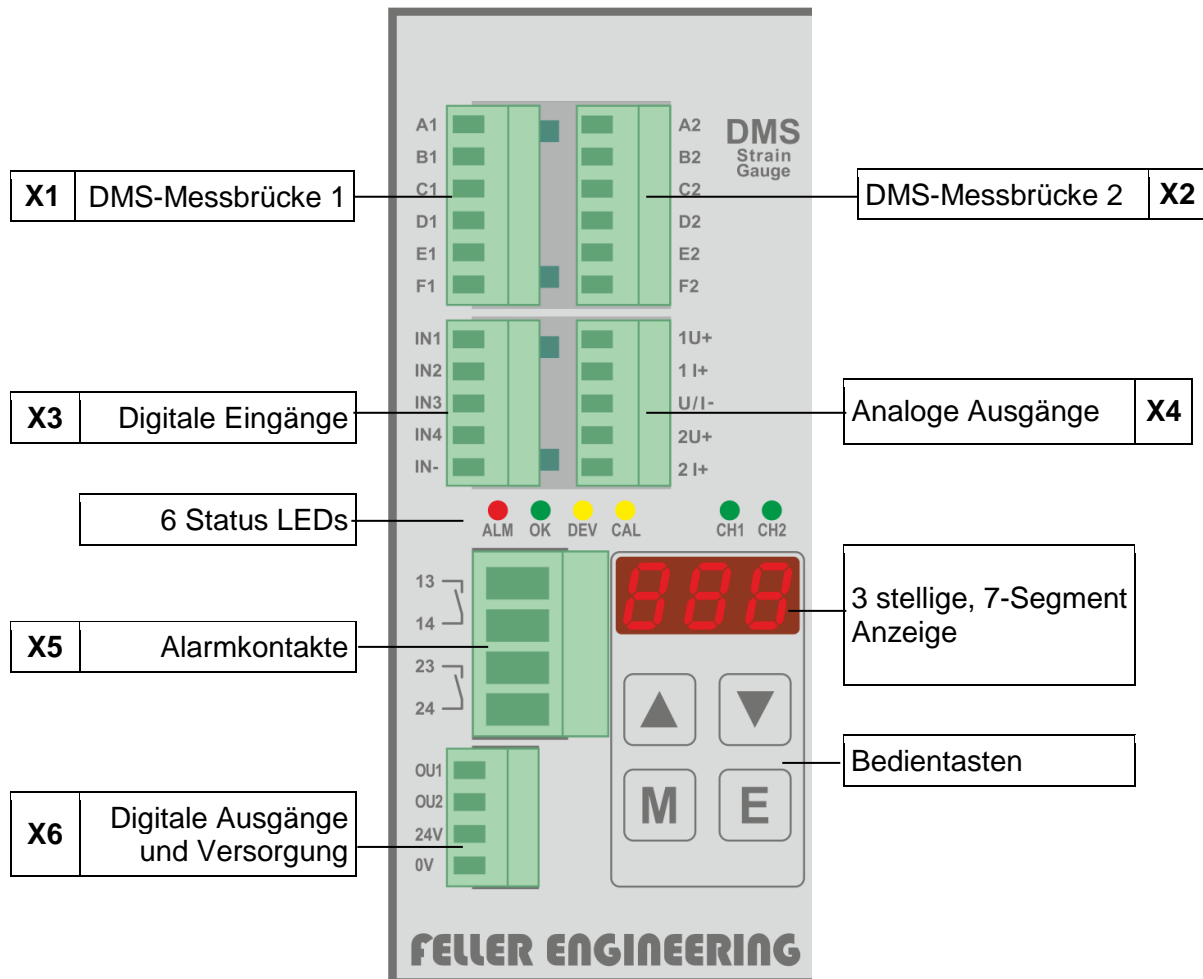 A1
B1
C1
D1
E1
F1
A2
B2
C2
D2
E2
F2
DMS
Strain
Gauge
X1 DMS-Messbrücke 1
DMS-Messbrücke 2 X2
IN1
IN2
IN3
IN4
IN-
1U+
1 I+
U/I-
2U+
2 I+
X3 Digitale Eingänge
Analoge Ausgänge X4
6 Status LEDs
ALM OK DEV CAL CH1 CH2
13
14
23
24
X5 Alarmkontakte
888
3 stellige, 7-Segment
Anzeige
M E
Bedientasten
OU1
OU2
24V
0V
X6 Digitale Ausgänge
und Versorgung
FELLER ENGINEERING